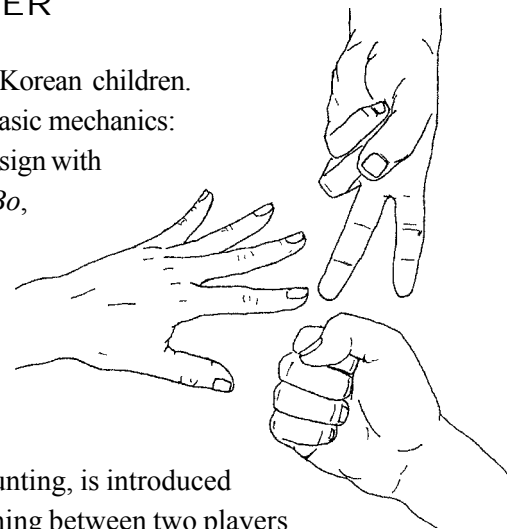 ER
Korean children.
asic mechanics:
sign with
Bo,
unting, is introduced
ning between two players